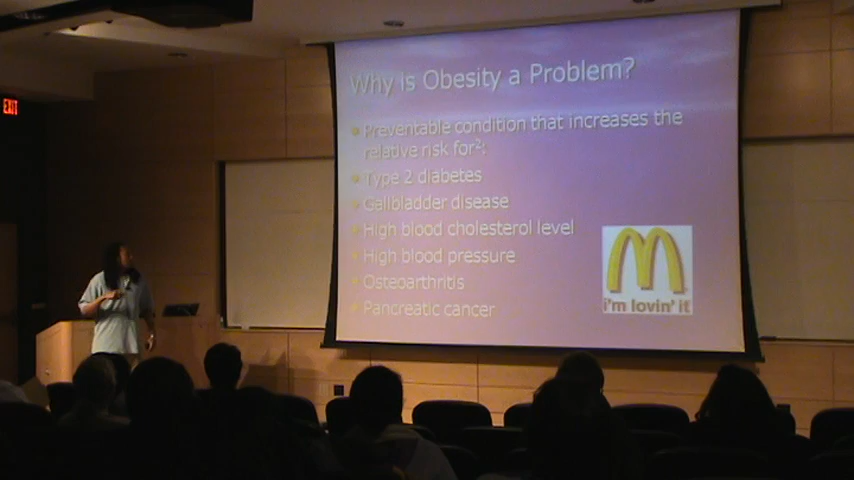 EXIT
Why is Obesity a Problem?
Preventable condition that increases the
relative risk for²:
Type 2 diabetes
Gallbladder disease
High blood cholesterol level
High blood pressure
Osteoarthritis
Pancreatic cancer
i'm lovin' it